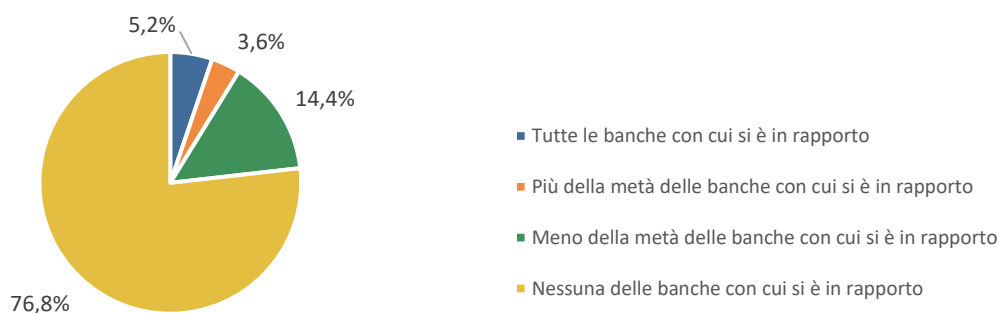 5,2%
3,6%
14,4%
76,8%
Tutte le banche con cui si è in rapporto
Più della metà delle banche con cui si è in rapporto
Meno della metà delle banche con cui si è in rapporto
Nessuna delle banche con cui si è in rapporto